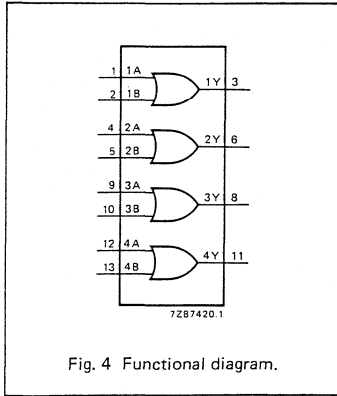 1 1A 1Y 3
2 1B
4 2A 2Y 6
5 2B
9 3A 3Y 8
10 3B
12 4A 4Y 11
13 4B
7Z87420.1
Fig. 4 Functional diagram.